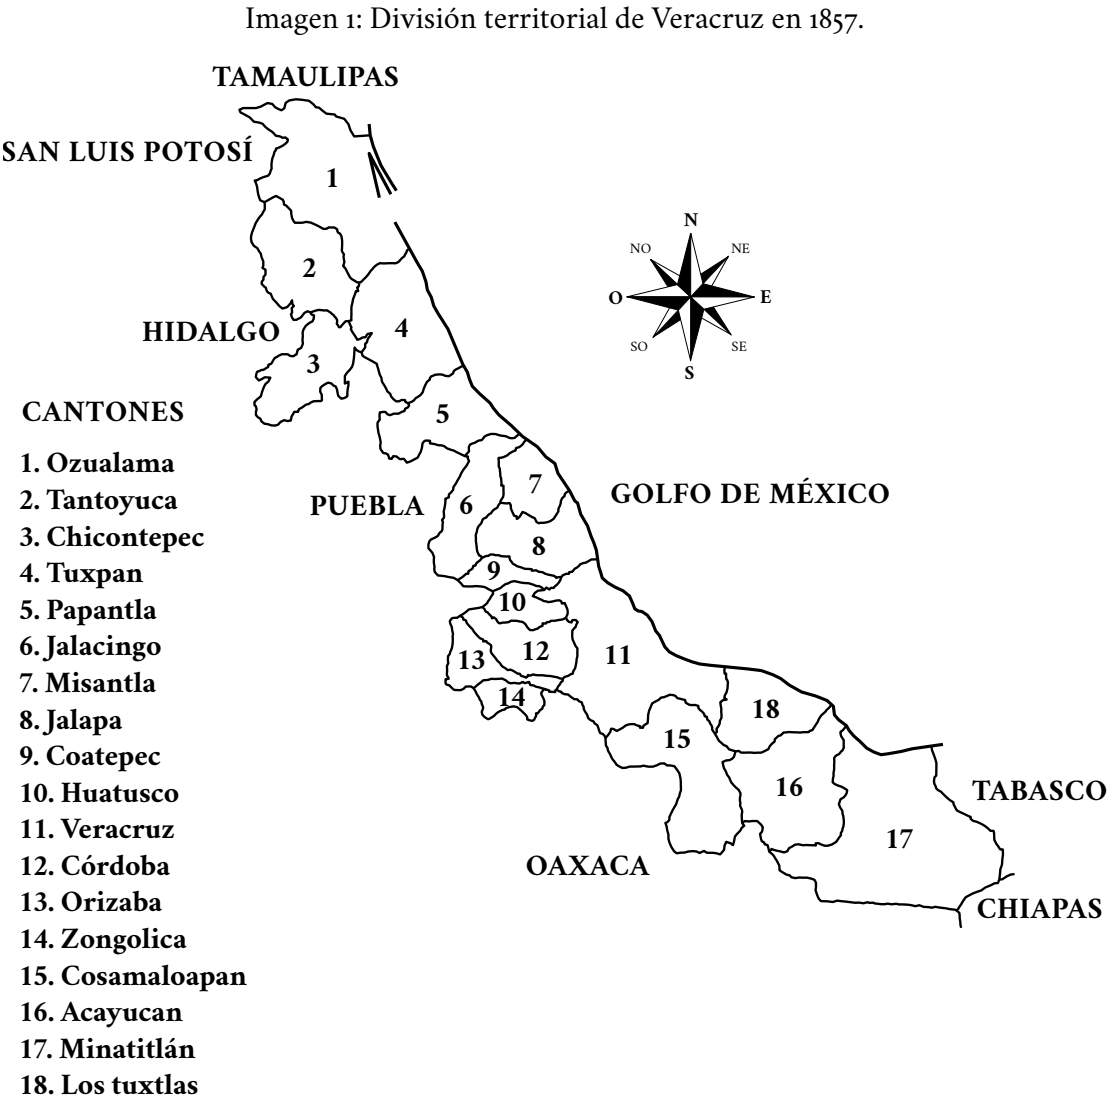 Imagen 1: División territorial de Veracruz en 1857.
TAMAULIPAS
SAN LUIS POTOSÍ
1
N
NO
NE
2
O
E
HIDALGO
4
SO
SE
3
S
CANTONES
5
1. Ozualama
7
GOLFO DE MÉXICO
2. Tantoyuca
PUEBLA
6
3. Chicontepec
8
4. Tuxpan
9
10
5. Papantla
6. Jalacingo
13
12
11
7. Misantla
14
18
8. Jalapa
15
9. Coatepec
16
TABASCO
10. Huatusco
11. Veracruz
17
12. Córdoba
OAXACA
13. Orizaba
CHIAPAS
14. Zongolica
15. Cosamaloapan
16. Acayucan
17. Minatitlán
18. Los tuxtlas